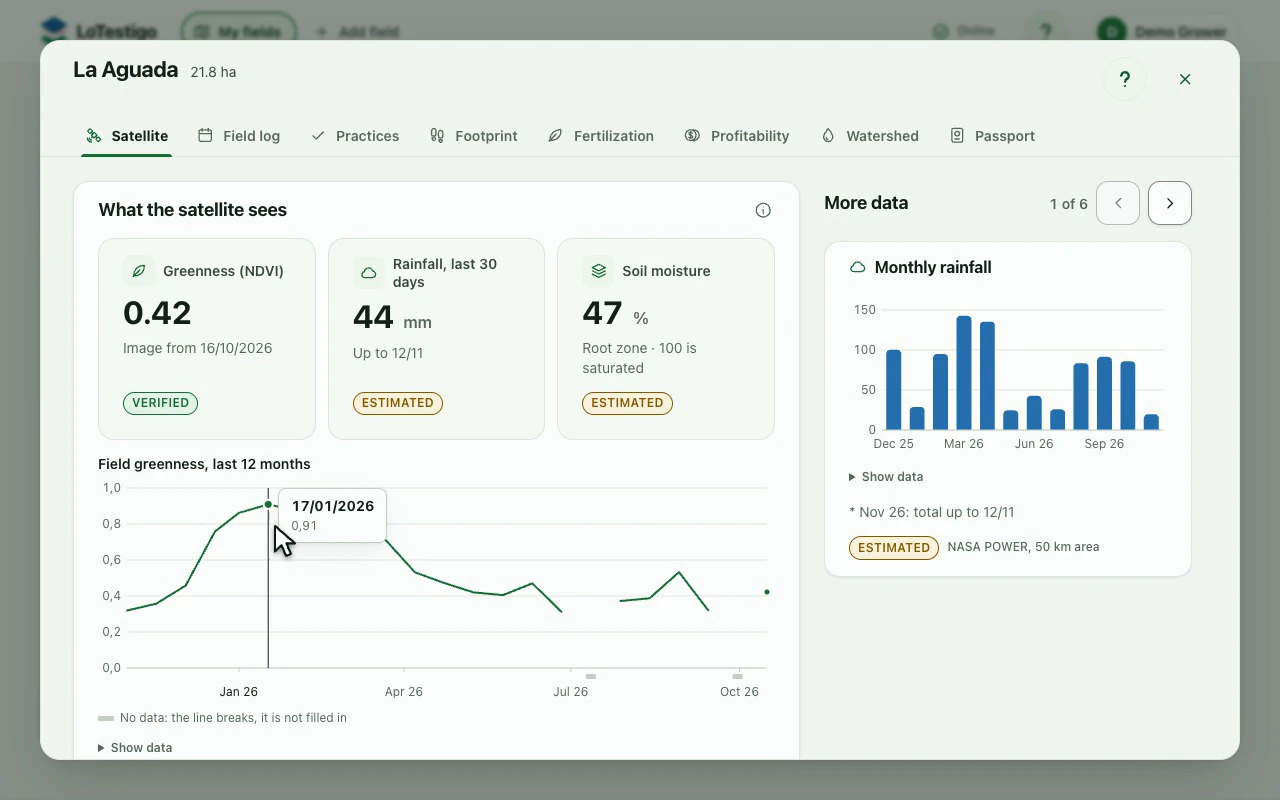 LoTestigo
My fields
Add field
Online
?
D
Demo Grower
La Aguada
21.8 ha
?
Satellite
Field log
Practices
Footprint
Fertilization
Profitability
Watershed
Passport
What the satellite sees
Greenness (NDVI)
0.42
Image from 16/10/2026
VERIFIED
Rainfall, last 30
days
44 mm
Up to 12/11
ESTIMATED
Soil moisture
47 %
Root zone · 100 is
saturated
ESTIMATED
Field greenness, last 12 months
1,0
0,8
0,6
0,4
0,2
0,0
17/01/2026
0,91
Jan 26
Apr 26
Jul 26
Oct 26
No data: the line breaks, it is not filled in
Show data
More data
1 of 6
Monthly rainfall
150
100
50
0
Dec 25
Mar 26
Jun 26
Sep 26
Show data
* Nov 26: total up to 12/11
ESTIMATED
NASA POWER, 50 km area